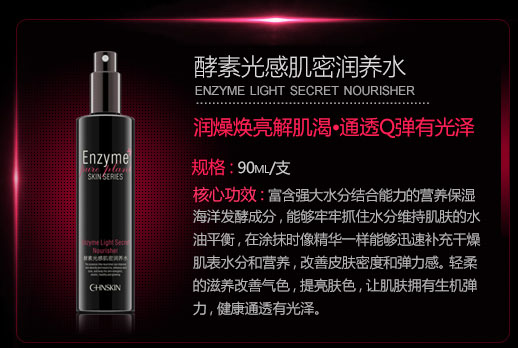 酵素光感肌密润养水
ENZYME LIGHT SECRET NOURISHER
润燥焕亮解肌渴•通透Q弹有光泽
规格：90ML/支
核心功效：富含强大水分结合能力的营养保湿
海洋发酵成分，能够牢牢抓住水分维持肌肤的水
油平衡，在涂抹时像精华一样能够迅速补充干燥
肌表水分和营养，改善皮肤密度和弹力感。轻柔
的滋养改善气色，提亮肤色，让肌肤拥有生机弹
力，健康通透有光泽。
Enzyme
Pure plant
SKIN SERIES
Enzyme Light Secret
Nourisher
酵素光感肌密润养水
CHNSKIN